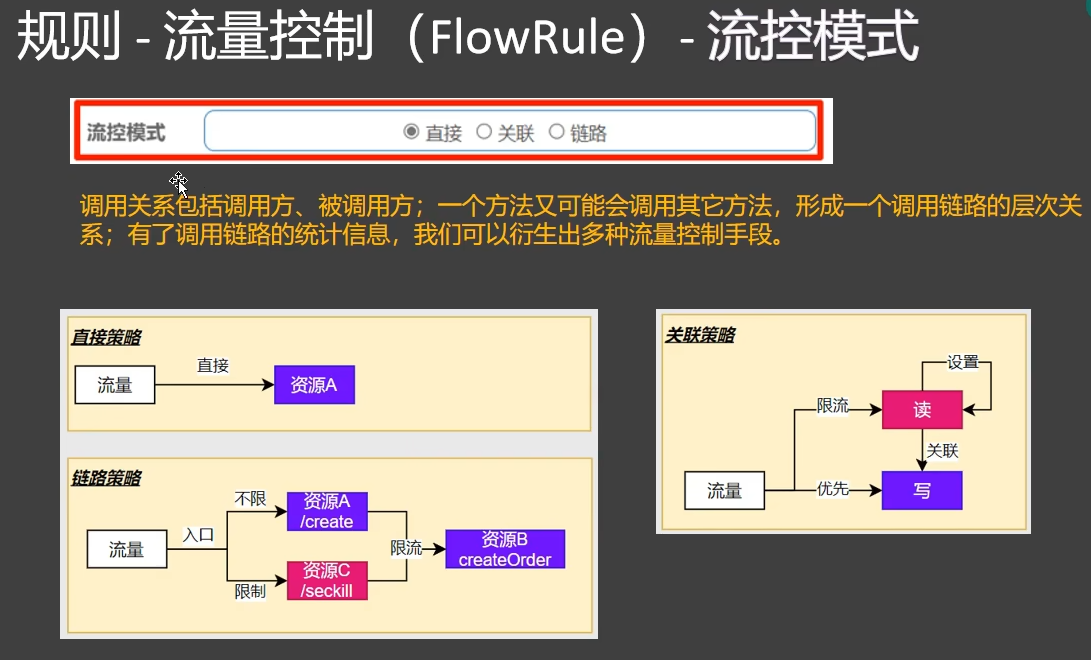 规则 - 流量控制（FlowRule）- 流控模式
流控模式 直接 关联 链路
调用关系包括调用方、被调用方；一个方法又可能会调用其它方法，形成一个调用链路的层次关
系；有了调用链路的统计信息，我们可以衍生出多种流量控制手段。
直接策略
流量
直接
资源A
链路策略
流量
入口
不限
限制
资源A
/create
资源C
/seckill
限流
资源B
createOrder
关联策略
设置
限流
读
关联
流量
优先
写